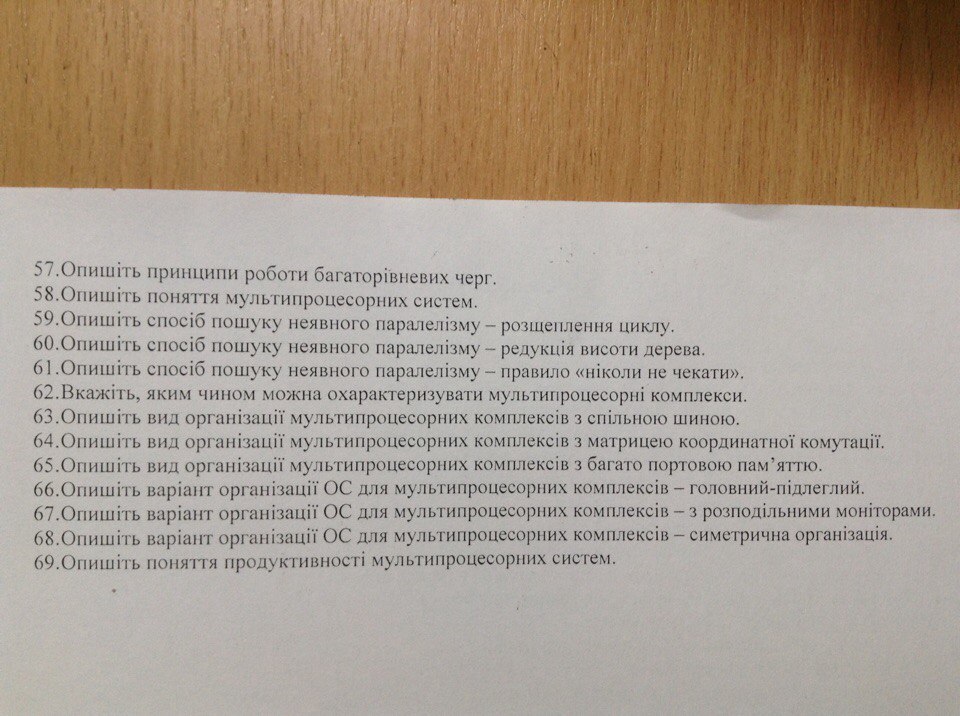 57.Опишіть принципи роботи багаторівневих черг.
58.Опишіть поняття мультипроцесорних систем.
59.Опишіть спосіб пошуку неявного паралелізму – розщеплення циклу.
60.Опишіть спосіб пошуку неявного паралелізму – редукція висоти дерева.
61.Опишіть спосіб пошуку неявного паралелізму – правило «ніколи не чекати».
62.Вкажіть, яким чином можна охарактеризувати мультипроцесорні комплекси.
63.Опишіть вид організації мультипроцесорних комплексів з спільною шиною.
64.Опишіть вид організації мультипроцесорних комплексів з матрицею координатної комутації.
65.Опишіть вид організації мультипроцесорних комплексів з багато портовою пам’яттю.
66.Опишіть варіант організації ОС для мультипроцесорних комплексів – головний-підлеглий.
67.Опишіть варіант організації ОС для мультипроцесорних комплексів – з розподільними моніторами.
68.Опишіть варіант організації ОС для мультипроцесорних комплексів – симетрична організація.
69.Опишіть поняття продуктивності мультипроцесорних систем.